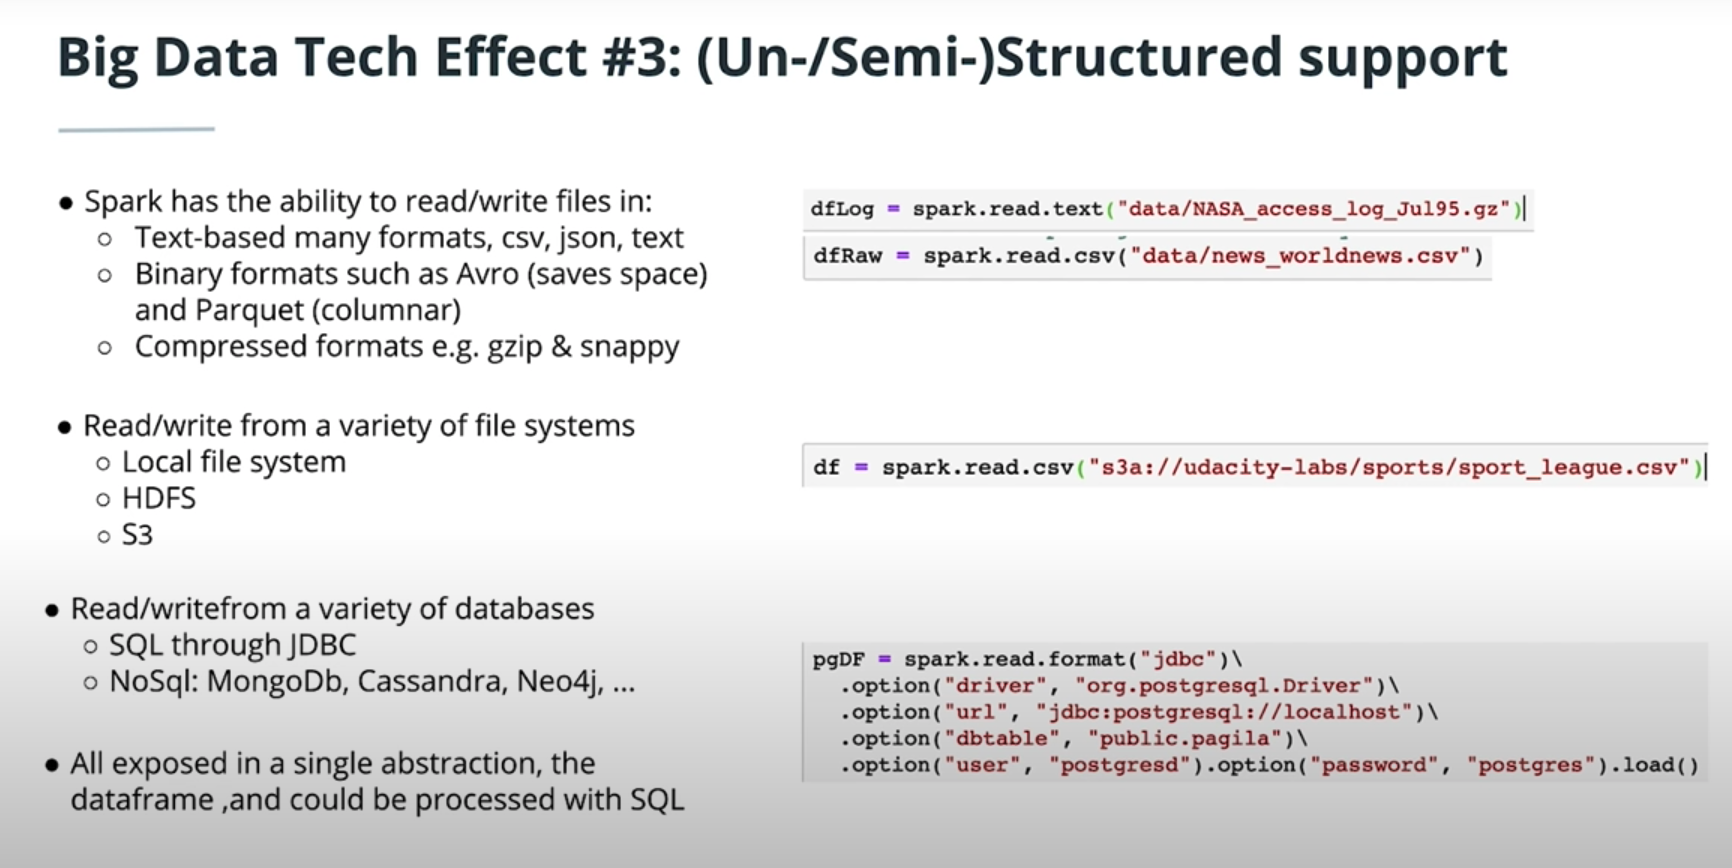 Big Data Tech Effect #3: (Un-/Semi-)Structured support
● Spark has the ability to read/write files in:
○ Text-based many formats, csv, json, text
○ Binary formats such as Avro (saves space)
and Parquet (columnar)
○ Compressed formats e.g. gzip & snappy
dfLog = spark.read.text("data/NASA_access_log_Jul95.gz")
dfRaw = spark.read.csv("data/news_worldnews.csv")
● Read/write from a variety of file systems
○ Local file system
○ HDFS
○ S3
df = spark.read.csv("s3a://udacity-labs/sports/sport_league.csv")
● Read/writefrom a variety of databases
○ SQL through JDBC
○ NoSql: MongoDb, Cassandra, Neo4j, ...
● All exposed in a single abstraction, the
dataframe ,and could be processed with SQL
pgDF = spark.read.format("jdbc")\
.option("driver", "org.postgresql.Driver")\
.option("url", "jdbc:postgresql://localhost")\
.option("dbtable", "public.pagila")\
.option("user", "postgresd").option("password", "postgres").load()